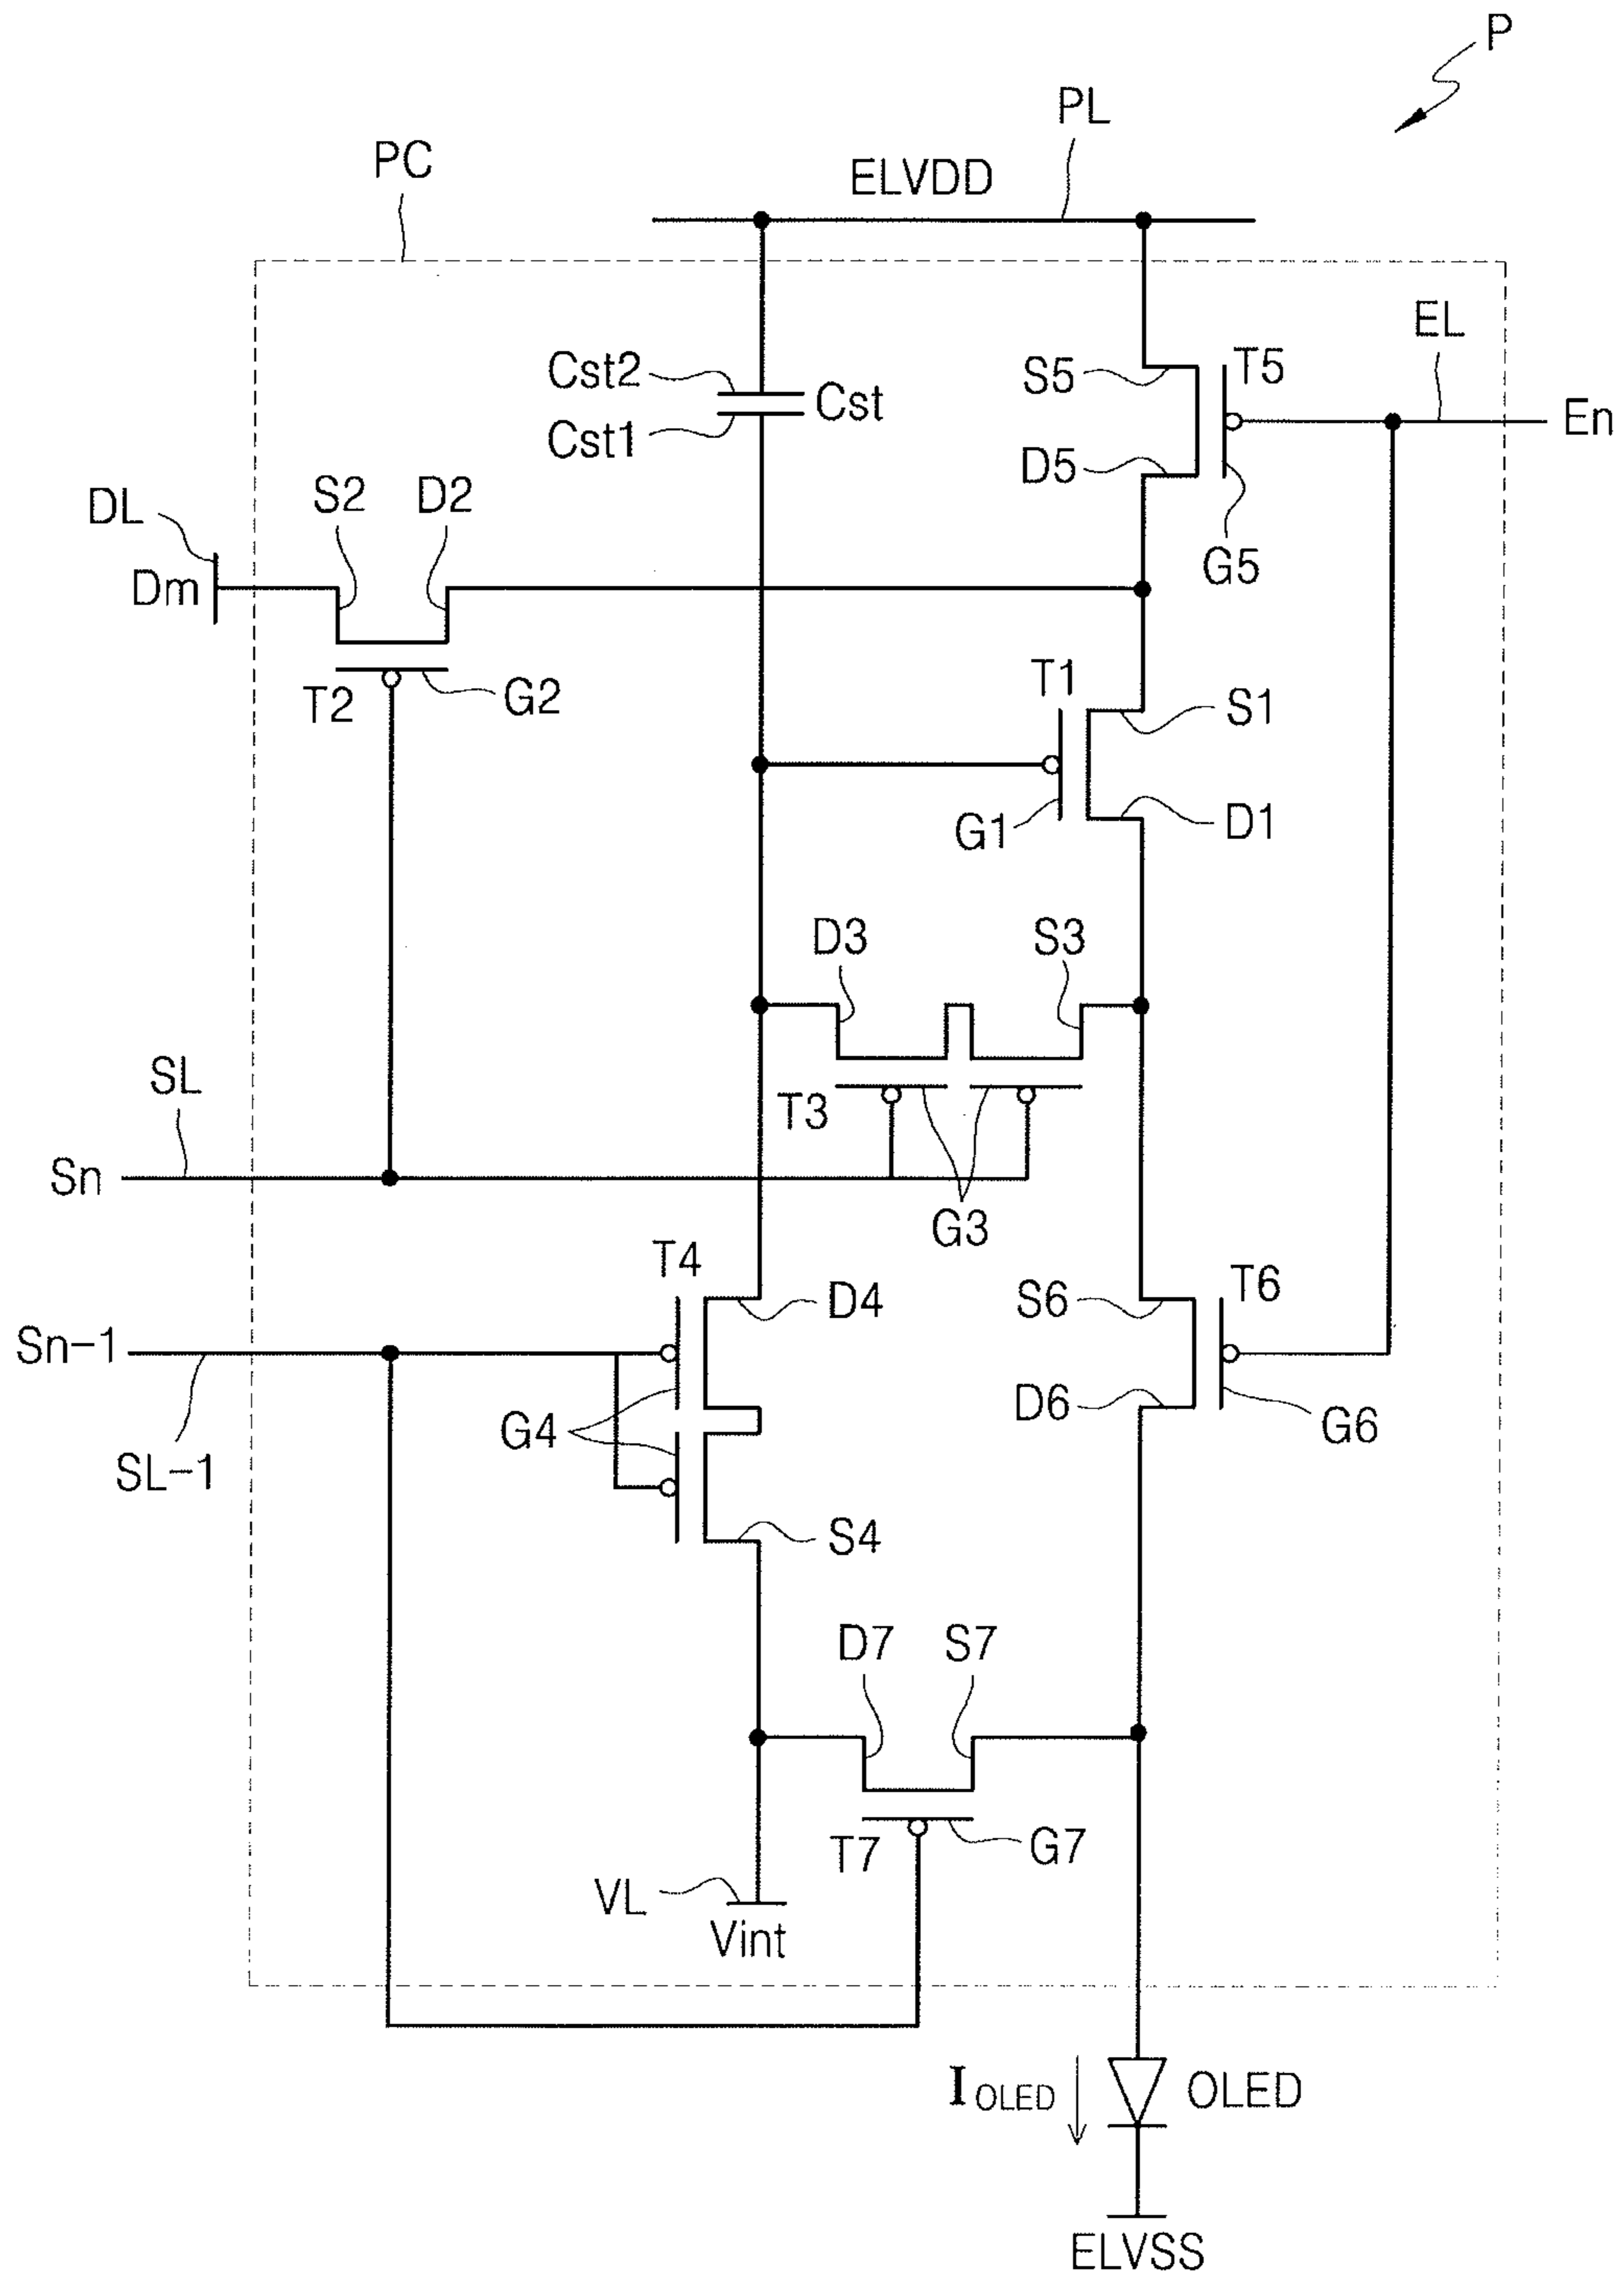 P
PL
PC
ELVDD
EL
Cst2
Cst
Cst1
S5
T5
En
D5
G5
DL
S2
D2
Dm
T2
G2
T1
S1
G1
D1
D3
S3
SL
T3
Sn
G3
T4
D4
S6
T6
Sn-1
G4
D6
G6
SL-1
S4
D7
S7
T7
G7
VL
Vint
IOLED
OLED
ELVSS